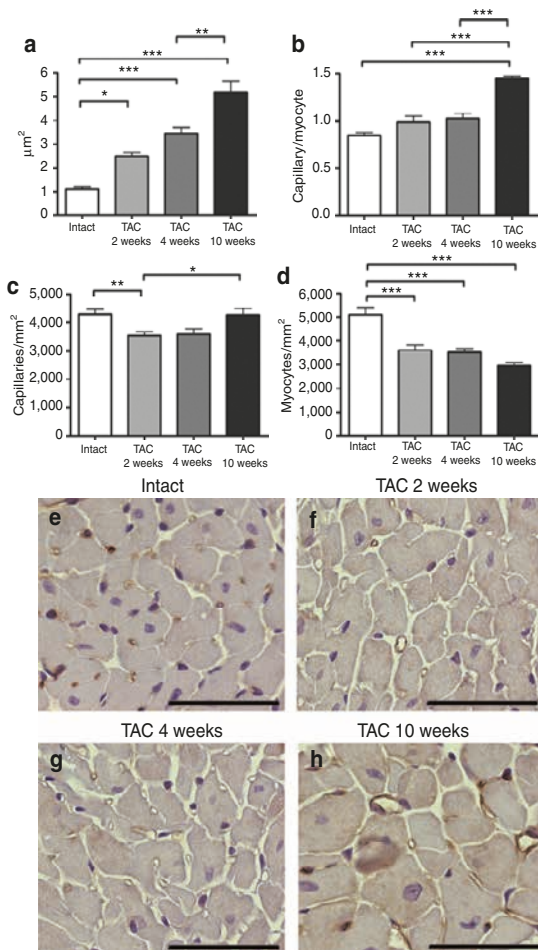 a
***
**
***
*
6
5
4
3
2
1
0
μm²
Intact
TAC
2 weeks
TAC
4 weeks
TAC
10 weeks
b
***
***
***
1.5
1.0
0.5
0.0
Capillary/myocyte
Intact
TAC
2 weeks
TAC
4 weeks
TAC
10 weeks
c
**
*
5,000
4,000
3,000
2,000
1,000
0
Capillaries/mm²
Intact
TAC
2 weeks
TAC
4 weeks
TAC
10 weeks
d
***
***
***
6,000
5,000
4,000
3,000
2,000
1,000
0
Myocytes/mm²
Intact
TAC
2 weeks
TAC
4 weeks
TAC
10 weeks
Intact
e
TAC 2 weeks
f
TAC 4 weeks
g
TAC 10 weeks
h